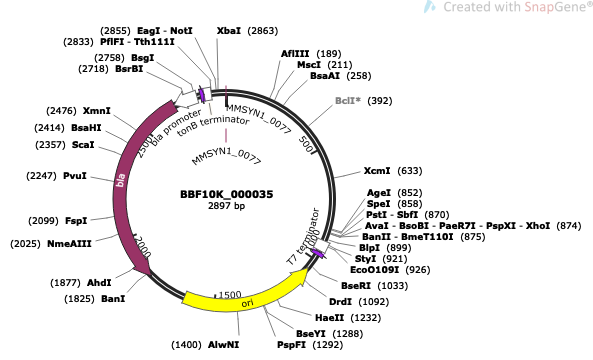 Created with SnapGene®
(2855) EagI - NotI
(2833) PflFI - Tth111I
(2758) BsgI
(2718) BsrBI
XbaI (2863)
AflIII (189)
MscI (211)
BsaAI (258)
BclI* (392)
(2476) XmnI
(2414) BsaHI
(2357) ScaI
(2247) PvuI
(2099) FspI
(2025) NmeAIII
(1877) AhdI
(1825) BanI
XcmI (633)
AgeI (852)
SpeI (858)
PstI - SbfI (870)
AvaI - BsoBI - PaeR7I - PspXI - XhoI (874)
BanII - BmeT110I (875)
BlpI (899)
StyI (921)
EcoO109I (926)
BseRI (1033)
DrdI (1092)
HaeII (1232)
BseYI (1288)
PspFI (1292)
(1400) AlwNI
MMSYN1_0077
tonB terminator
bla promoter
MMSYN1_0077
BBF10K_000035
2897 bp
bla
T7 terminator
ori
500
1000
1500
2000
2500